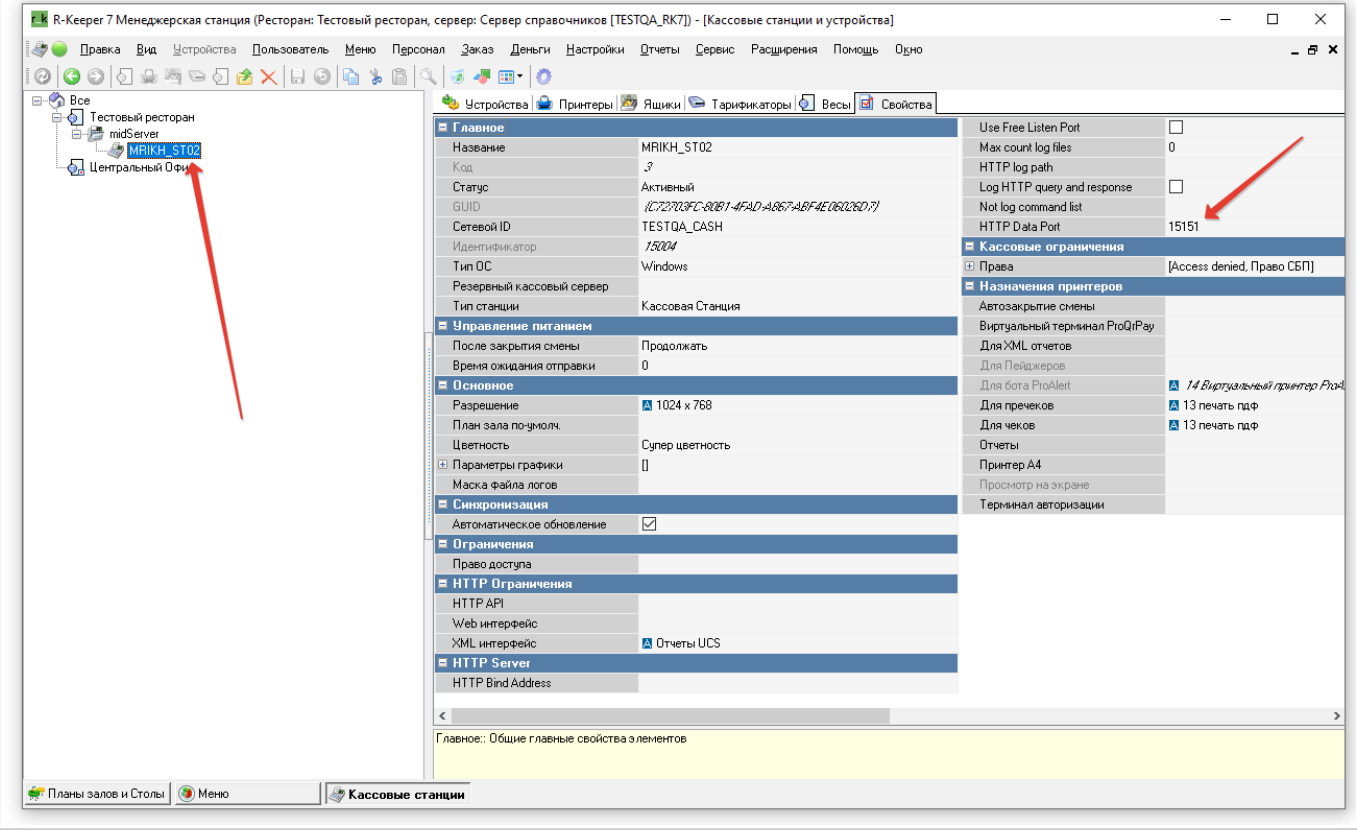 R-Keeper 7 Менеджерская станция (Ресторан: Тестовый ресторан, сервер: Сервер справочников [TESTQA_RK7]) - [Кассовые станции и устройства]
Правка Вид Устройства Пользователь Меню Персонал Заказ Деньги Настройки Отчеты Сервис Расширения Помощь Окно
Все
Тестовый ресторан
midServer
MRIKH_ST02
Центральный Офи
Устройства Принтеры Ящики Тарификаторы Весы Свойства
Главное
Название MRIKH_ST02
Код 3
Статус Активный
GUID {C72703FC-80B1-4FAD-A867-ABF4E06026D7}
Сетевой ID TESTQA_CASH
Идентификатор 15004
Тип ОС Windows
Резервный кассовый сервер
Тип станции Кассовая Станция
Управление питанием
После закрытия смены Продолжать
Время ожидания отправки 0
Основное
Разрешение 1024 x 768
План зала по-умолч.
Цветность Супер цветность
Параметры графики []
Маска файла логов
Синхронизация
Автоматическое обновление
Ограничения
Право доступа
HTTP Ограничения
HTTP API
Web интерфейс
XML интерфейс Отчеты UCS
HTTP Server
HTTP Bind Address
Use Free Listen Port
Max count log files 0
HTTP log path
Log HTTP query and response
Not log command list
HTTP Data Port 15151
Кассовые ограничения
Права [Access denied, Право СБП]
Назначения принтеров
Автозакрытие смены
Виртуальный терминал ProQrPay
Для XML отчетов
Для Пейджеров
Для бота ProAlert 14 Виртуальный принтер
Для пречеков 13 печать пдф
Для чеков 13 печать пдф
Отчеты
Принтер A4
Просмотр на экране
Терминал авторизации
Главное:: Общие главные свойства элементов
Планы залов и Столы Меню Кассовые станции